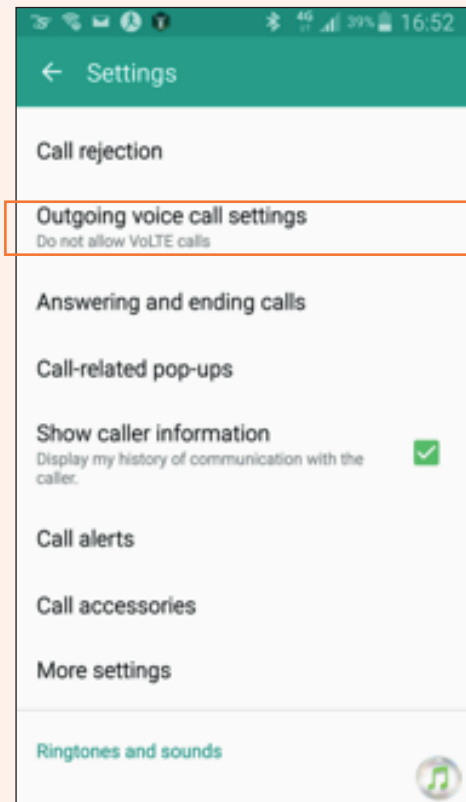 4G 39% 16:52
← Settings
Call rejection
Outgoing voice call settings
Do not allow VoLTE calls
Answering and ending calls
Call-related pop-ups
Show caller information
Display my history of communication with the
caller.
Call alerts
Call accessories
More settings
Ringtones and sounds